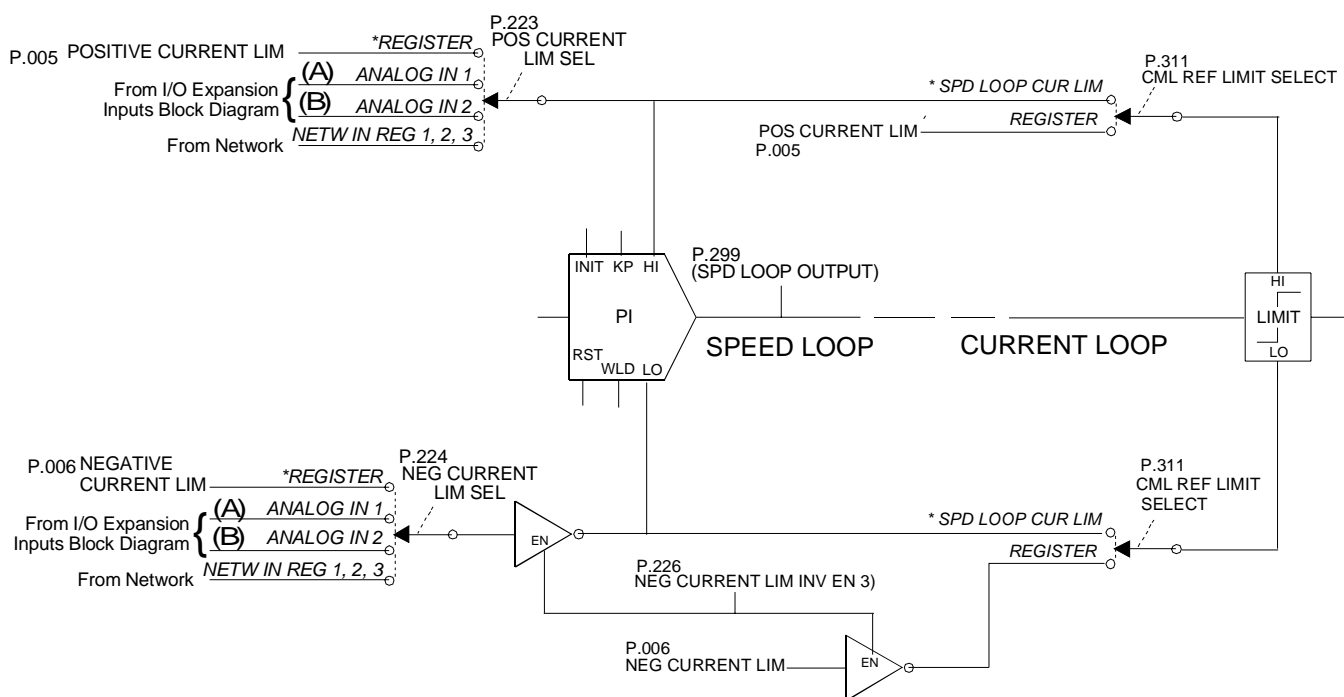 P.223
POS CURRENT
LIM SEL
P.005 POSITIVE CURRENT LIM
*REGISTER
From I/O Expansion
Inputs Block Diagram
{
(A) ANALOG IN 1
(B) ANALOG IN 2
From Network
NETW IN REG 1, 2, 3
* SPD LOOP CUR LIM
REGISTER
POS CURRENT LIM
P.005
P.311
CML REF LIMIT SELECT
INIT KP HI
PI
RST
WLD LO
P.299
(SPD LOOP OUTPUT)
SPEED LOOP
CURRENT LOOP
HI
LIMIT
LO
P.006 NEGATIVE
CURRENT LIM
*REGISTER
From I/O Expansion
Inputs Block Diagram
{
(A) ANALOG IN 1
(B) ANALOG IN 2
From Network
NETW IN REG 1, 2, 3
P.224
NEG CURRENT
LIM SEL
EN
* SPD LOOP CUR LIM
REGISTER
P.311
CML REF LIMIT
SELECT
P.226
NEG CURRENT LIM INV EN 3)
P.006
NEG CURRENT LIM
EN